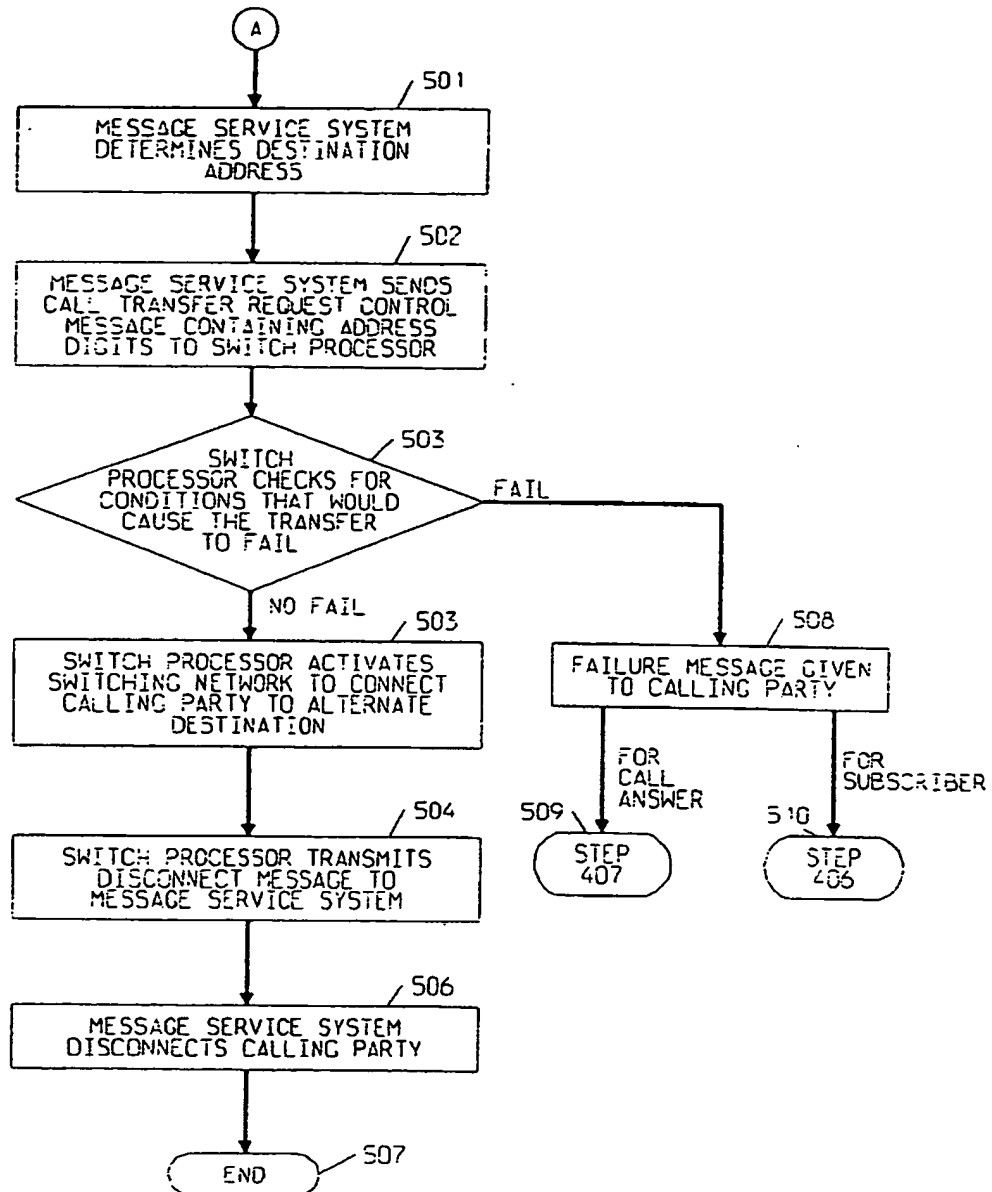 A
501
MESSAGE SERVICE SYSTEM
DETERMINES DESTINATION
ADDRESS
502
MESSAGE SERVICE SYSTEM SENDS
CALL TRANSFER REQUEST CONTROL
MESSAGE CONTAINING ADDRESS
DIGITS TO SWITCH PROCESSOR
503
SWITCH
PROCESSOR CHECKS FOR
CONDITIONS THAT WOULD
CAUSE THE TRANSFER
TO FAIL
FAIL
NO FAIL
503
SWITCH PROCESSOR ACTIVATES
SWITCHING NETWORK TO CONNECT
CALLING PARTY TO ALTERNATE
DESTINATION
508
FAILURE MESSAGE GIVEN
TO CALLING PARTY
FOR
CALL
ANSWER
FOR
SUBSCRIBER
509
STEP
407
510
STEP
406
504
SWITCH PROCESSOR TRANSMITS
DISCONNECT MESSAGE TO
MESSAGE SERVICE SYSTEM
506
MESSAGE SERVICE SYSTEM
DISCONNECTS CALLING PARTY
507
END